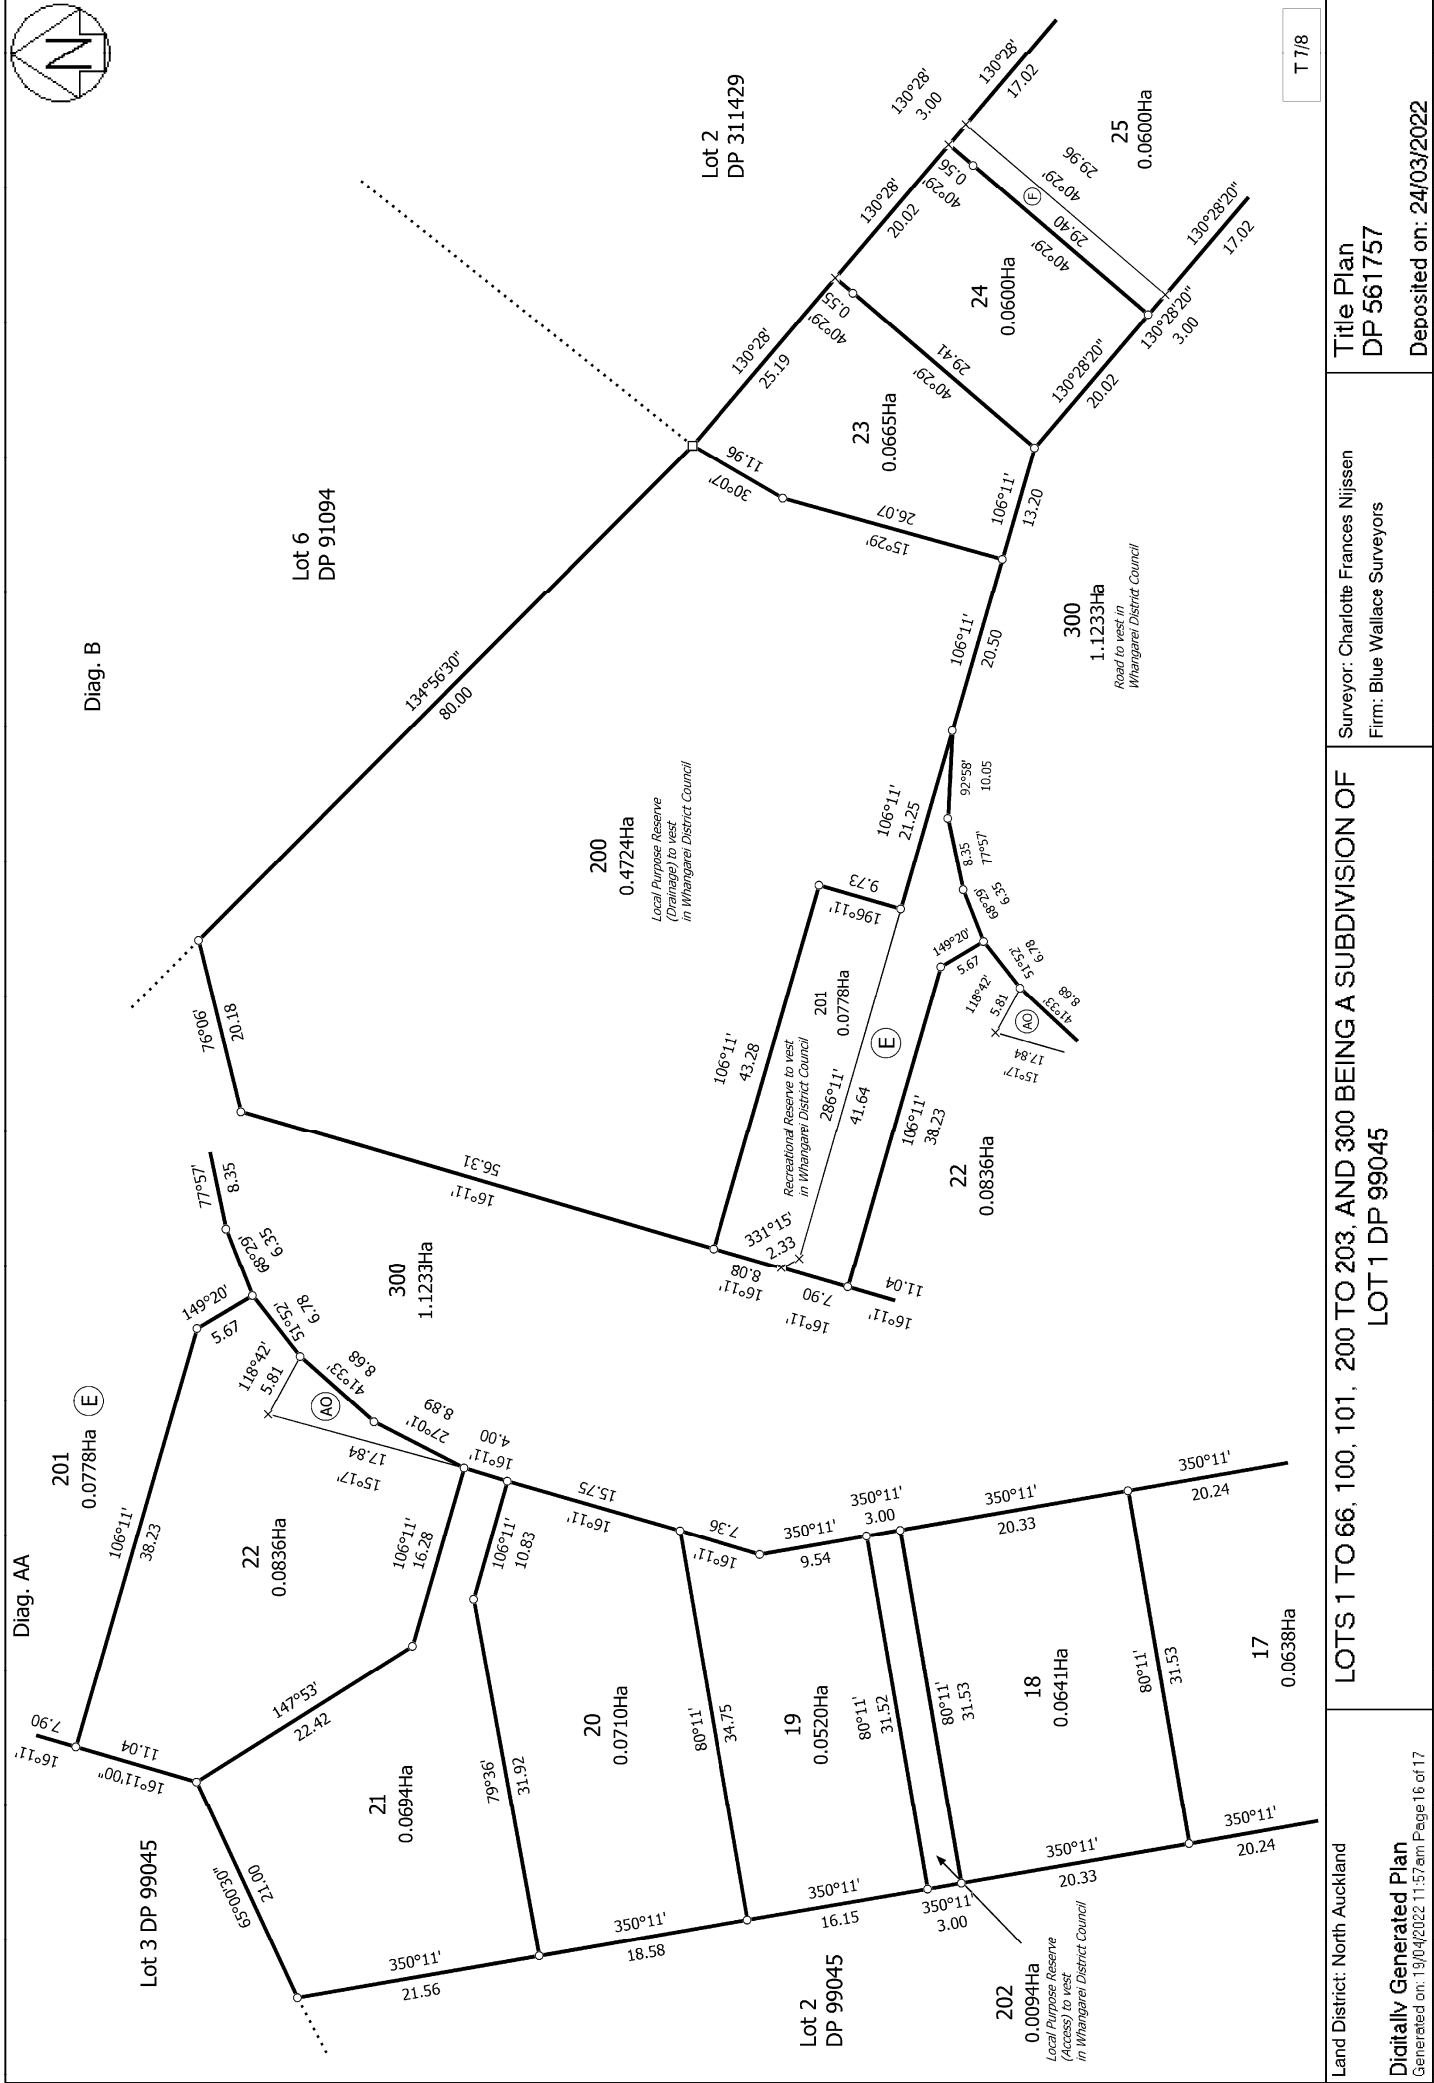 N
T 7/8
Diag. AA
201
0.0778Ha
E
16°11'
7.90
106°11'
38.23
149°20'
5.67
77°57'
8.35
68°29'
6.35
51°52'
6.78
118°42'
5.81
AO
41°33'
8.68
27°01'
8.89
15°17'
17.84
22
0.0836Ha
16°11'
4.00
106°11'
16.28
106°11'
10.83
16°11'00"
11.04
147°53'
22.42
300
1.1233Ha
Lot 3 DP 99045
65°00'30"
21.00
21
0.0694Ha
350°11'
21.56
79°36'
31.92
16°11'
15.75
20
0.0710Ha
350°11'
18.58
80°11'
34.75
16°11'
7.36
350°11'
9.54
19
0.0520Ha
350°11'
16.15
80°11'
31.52
350°11'
3.00
350°11'
3.00
80°11'
31.53
Lot 2
DP 99045
202
0.0094Ha
Local Purpose Reserve
(Access) to vest
in Whangarei District Council
18
0.0641Ha
350°11'
20.33
350°11'
20.33
80°11'
31.53
350°11'
20.24
350°11'
20.24
17
0.0638Ha
Diag. B
Lot 6
DP 91094
Lot 2
DP 311429
76°06'
20.18
134°56'30"
80.00
16°11'
56.31
200
0.4724Ha
Local Purpose Reserve
(Drainage) to vest
in Whangarei District Council
30°07'
11.96
15°29'
26.07
130°28'
25.19
23
0.0665Ha
40°29'
0.55
40°29'
29.41
130°28'
20.02
24
0.0600Ha
40°29'
0.56
40°29'
29.40
F
130°28'
3.00
40°29'
29.96
130°28'
17.02
25
0.0600Ha
130°28'20"
20.02
130°28'20"
3.00
130°28'20"
17.02
106°11'
13.20
106°11'
20.50
300
1.1233Ha
Road to vest in
Whangarei District Council
106°11'
43.28
196°11'
9.73
106°11'
21.25
92°58'
10.05
8.35
77°57'
68°29'
6.35
201
0.0778Ha
Recreational Reserve to vest
in Whangarei District Council
E
286°11'
41.64
331°15'
2.33
16°11'
8.08
16°11'
7.90
16°11'
11.04
106°11'
38.23
149°20'
5.67
51°52'
6.78
118°42'
5.81
AO
41°33'
8.68
15°17'
17.84
22
0.0836Ha
Land District: North Auckland
Digitally Generated Plan
Generated on: 19/04/2022 11:57am Page 16 of 17
LOTS 1 TO 66, 100, 101, 200 TO 203, AND 300 BEING A SUBDIVISION OF
LOT 1 DP 99045
Surveyor: Charlotte Frances Nijssen
Firm: Blue Wallace Surveyors
Title Plan
DP 561757
Deposited on: 24/03/2022